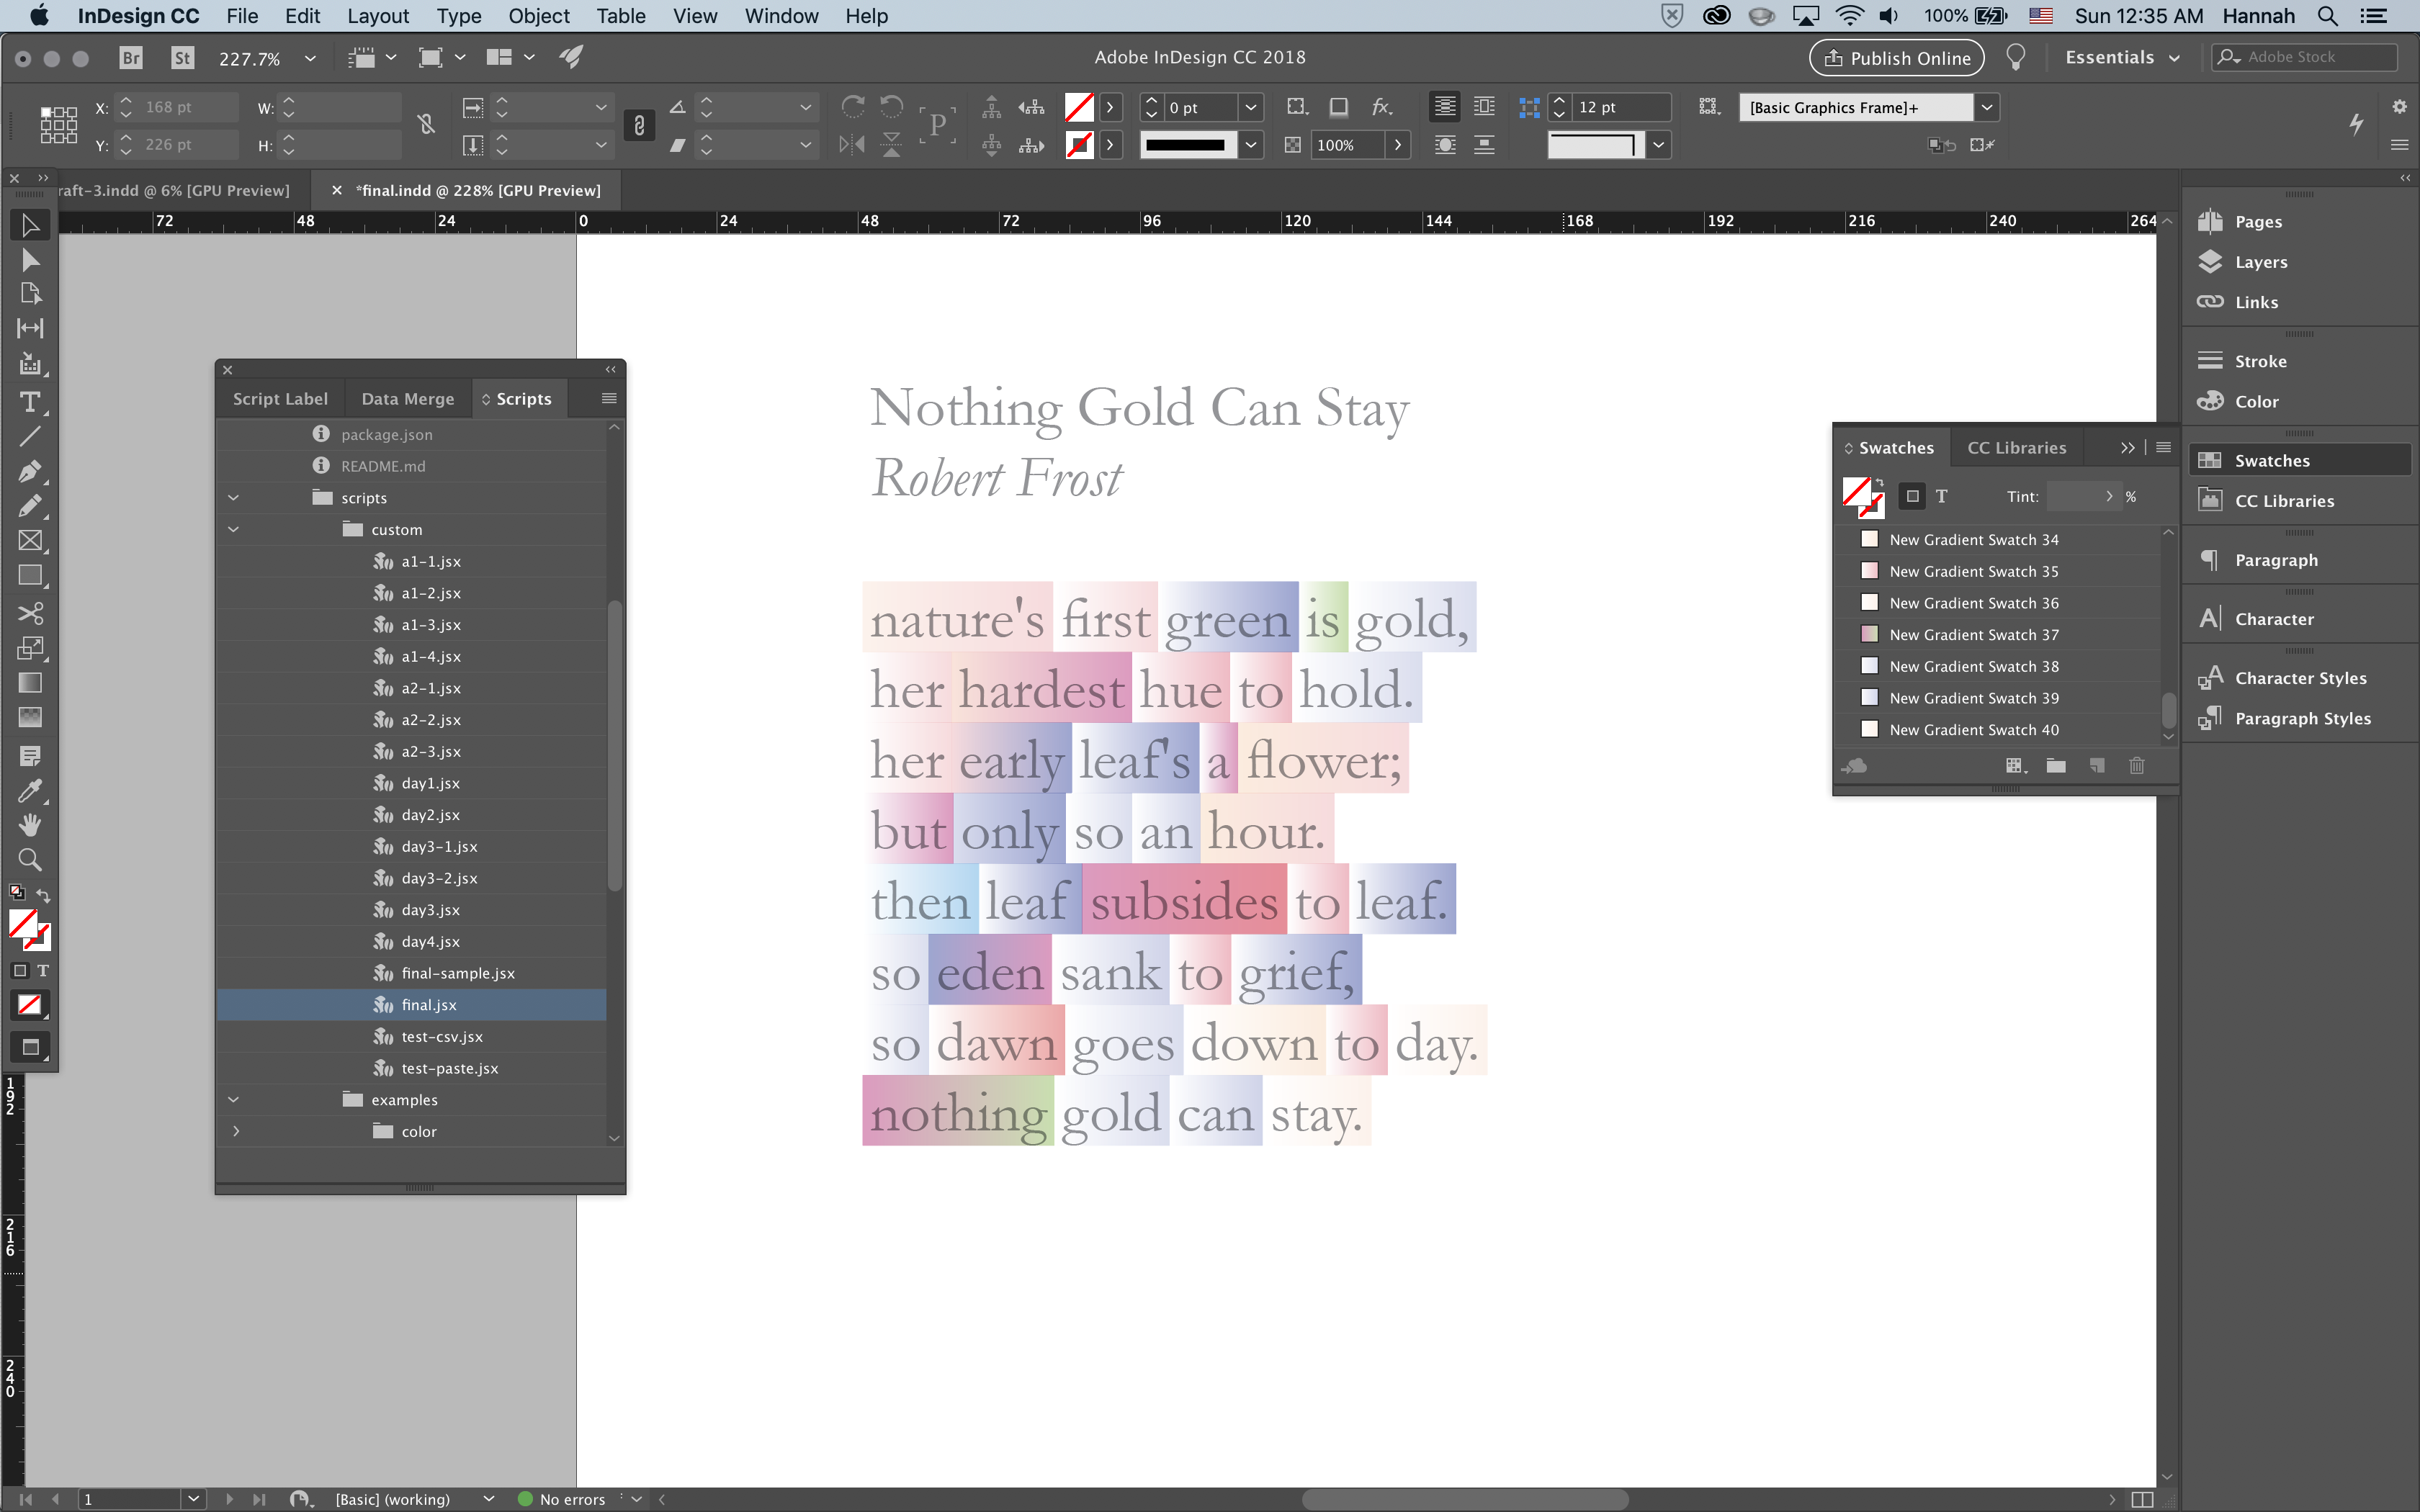 InDesign CC File Edit Layout Type Object Table View Window Help 100% Sun 12:35 AM Hannah
Br St 227.7% Adobe InDesign CC 2018 Publish Online Essentials Adobe Stock
X: 168 pt W: 0 pt 12 pt [Basic Graphics Frame]+
Y: 226 pt H: P 100%
raft-3.indd @ 6% [GPU Preview] *final.indd @ 228% [GPU Preview]
72 48 24 0 24 48 72 96 120 144 168 192 216 240 264
Script Label Data Merge Scripts
package.json
README.md
scripts
custom
a1-1.jsx
a1-2.jsx
a1-3.jsx
a1-4.jsx
a2-1.jsx
a2-2.jsx
a2-3.jsx
day1.jsx
day2.jsx
day3-1.jsx
day3-2.jsx
day3.jsx
day4.jsx
final-sample.jsx
final.jsx
test-csv.jsx
test-paste.jsx
examples
color
192
216
240
Nothing Gold Can Stay
Robert Frost
nature's first green is gold,
her hardest hue to hold.
her early leaf's a flower;
but only so an hour.
then leaf subsides to leaf.
so eden sank to grief,
so dawn goes down to day.
nothing gold can stay.
Swatches CC Libraries
T Tint: %
New Gradient Swatch 34
New Gradient Swatch 35
New Gradient Swatch 36
New Gradient Swatch 37
New Gradient Swatch 38
New Gradient Swatch 39
New Gradient Swatch 40
Pages
Layers
Links
Stroke
Color
Swatches
CC Libraries
Paragraph
Character
Character Styles
Paragraph Styles
1 [Basic] (working) No errors